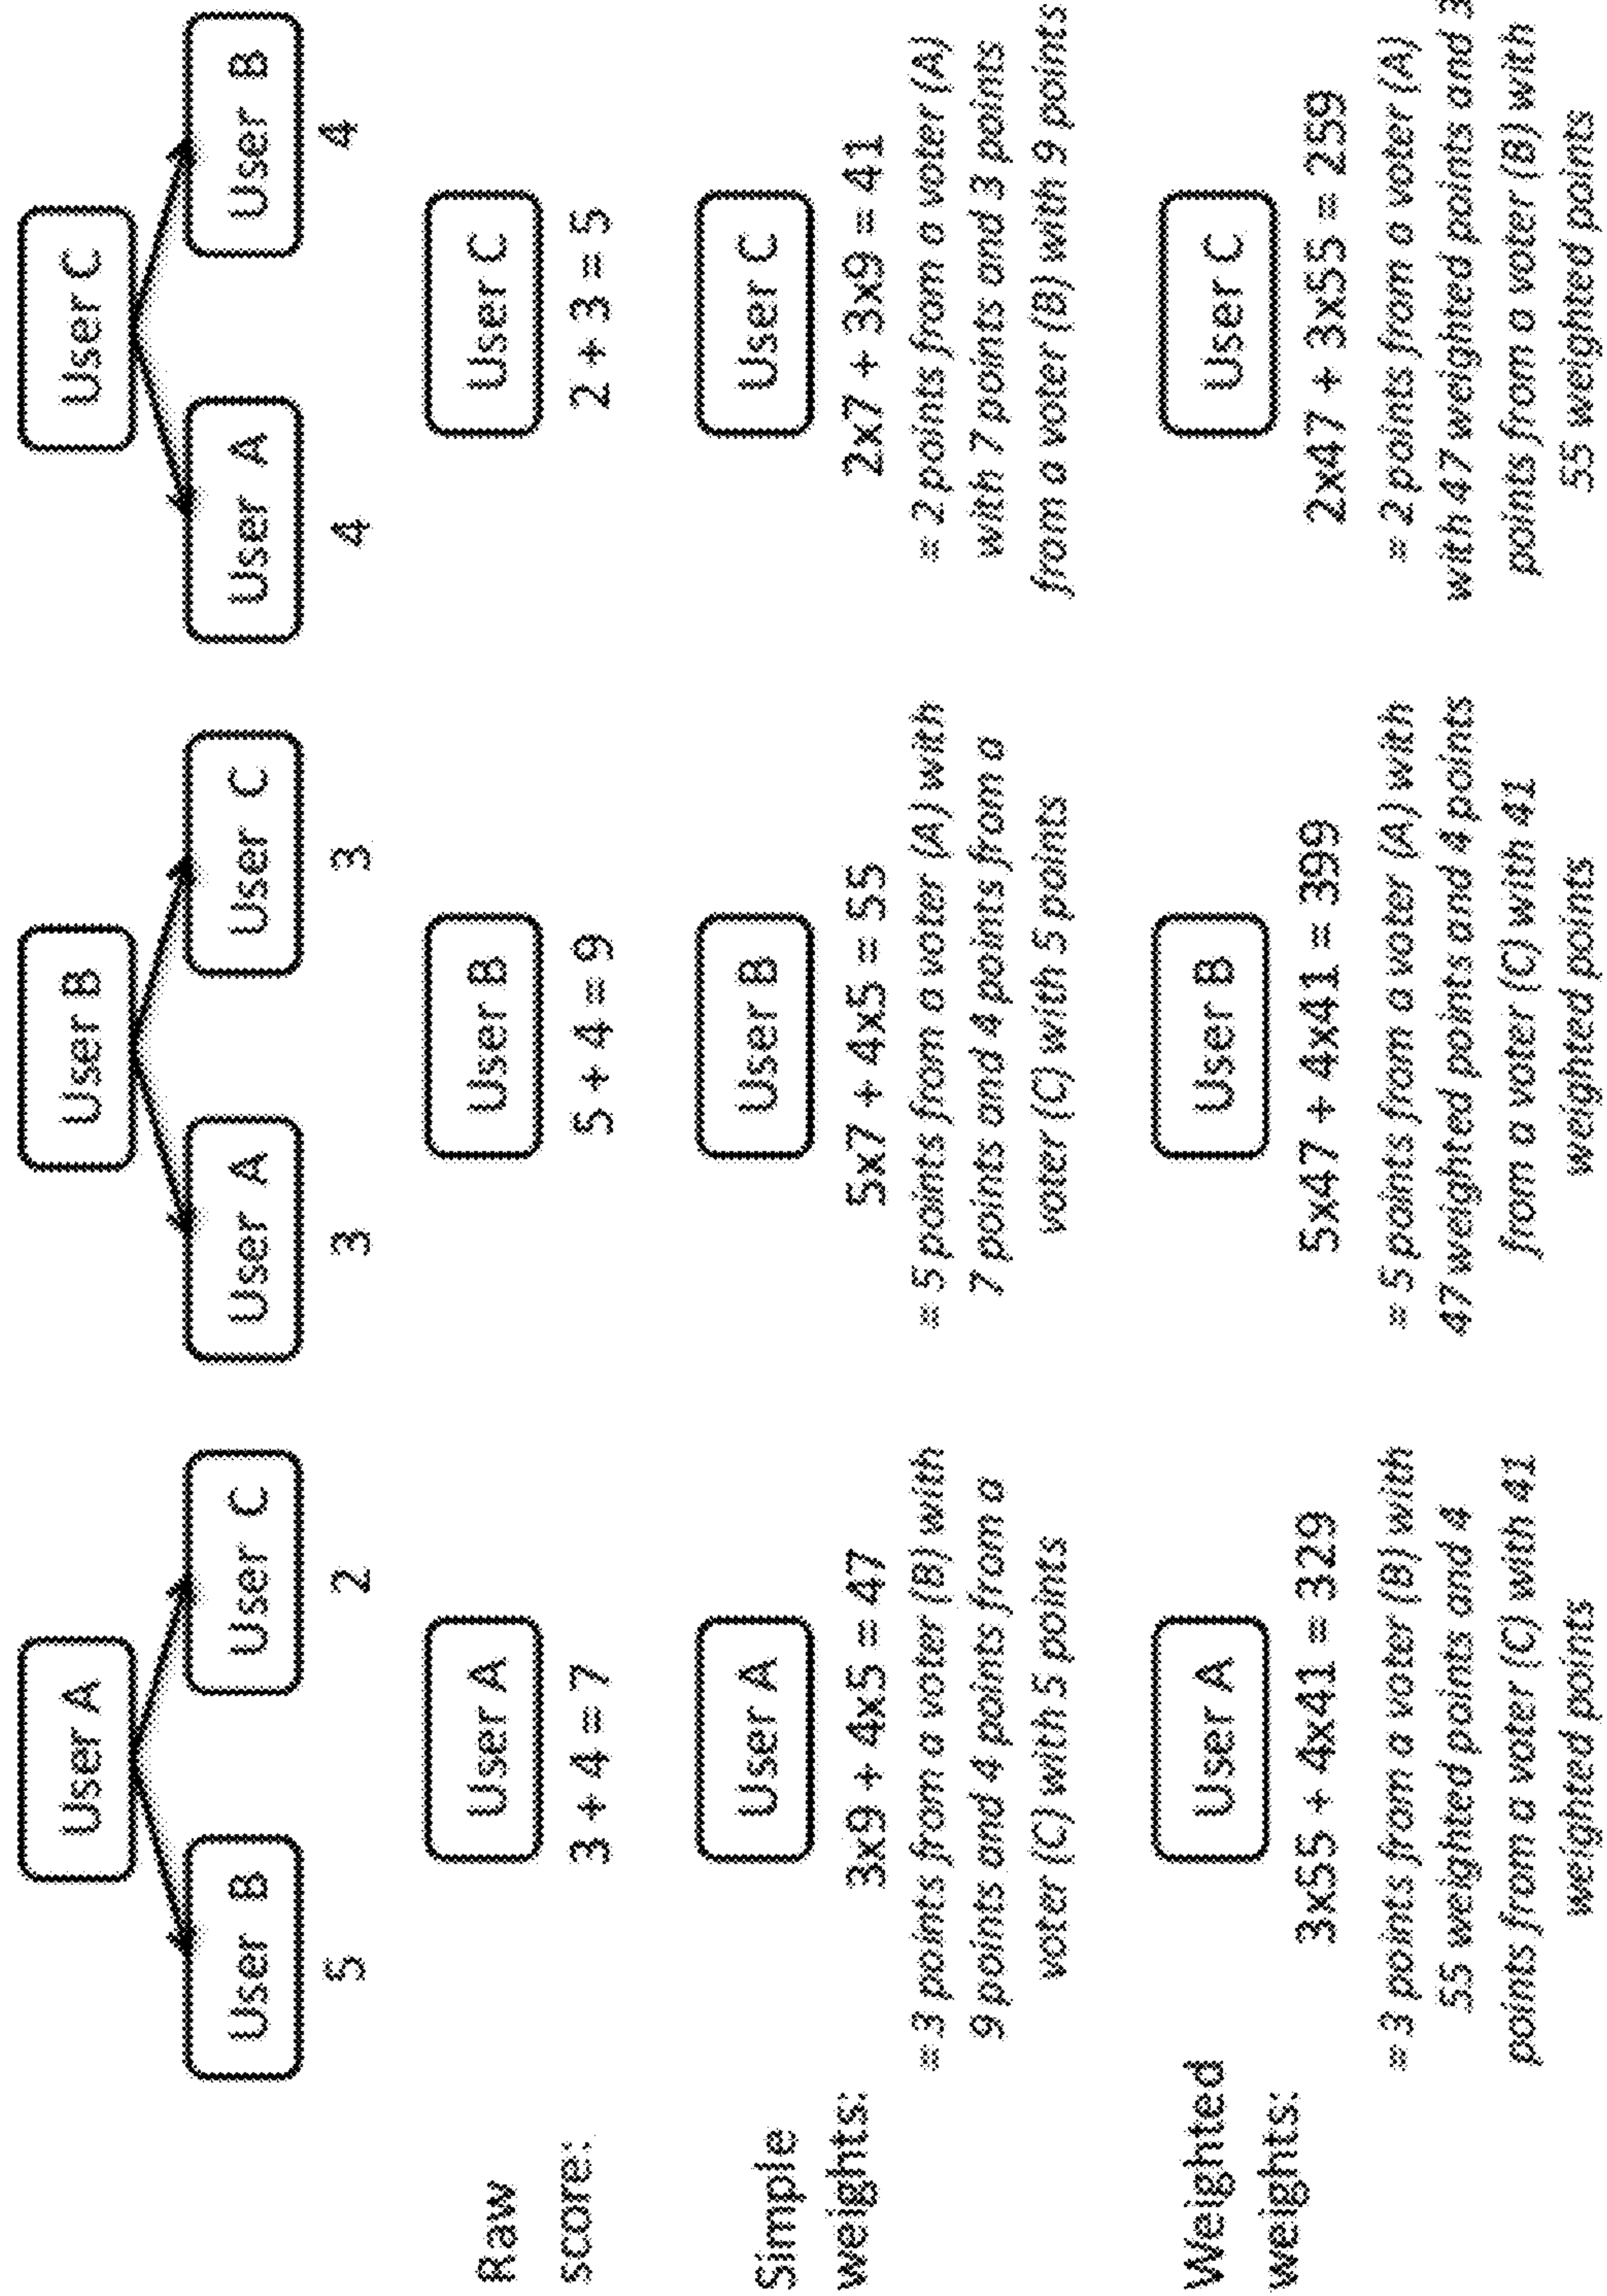 User A
User B
User C
User B
User C
User A
User C
User A
User B
5
2
3
3
4
4
Raw
score:
User A
User B
User C
3 + 4 = 7
5 + 4 = 9
2 + 3 = 5
Simple
weights:
User A
User B
User C
3x9 + 4x5 = 47
5x7 + 4x5 = 55
2x7 + 3x9 = 41
= 3 points from a voter (B) with
9 points and 4 points from a
voter (C) with 5 points
= 5 points from a voter (A) with
7 points and 4 points from a
voter (C) with 5 points
= 2 points from a voter (A)
with 7 points and 3 points
from a voter (B) with 9 points
Weighted
weights:
User A
User B
User C
3x55 + 4x41 = 329
5x47 + 4x41 = 399
2x47 + 3x55 = 259
= 3 points from a voter (B) with
55 weighted points and 4
points from a voter (C) with 41
weighted points
= 5 points from a voter (A) with
47 weighted points and 4 points
from a voter (C) with 41
weighted points
= 2 points from a voter (A)
with 47 weighted points and 3
points from a voter (B) with
55 weighted points